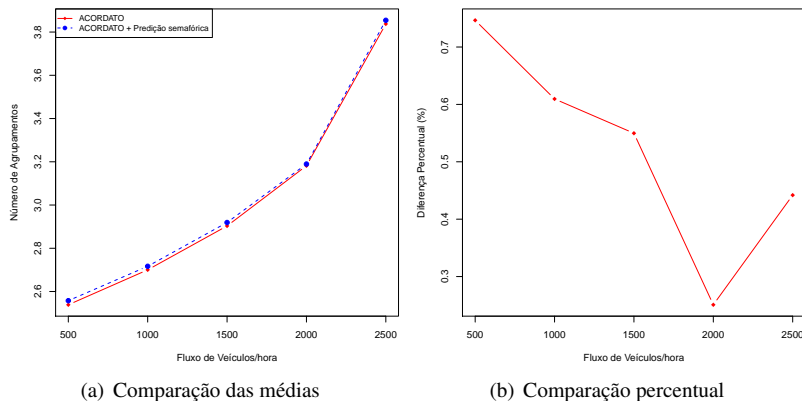 ACORDATO
ACORDATO + Predição semafórica
Número de Agrupamentos
3.8
3.6
3.4
3.2
3.0
2.8
2.6
500 1000 1500 2000 2500
Fluxo de Veículos/hora
(a) Comparação das médias
Diferença Percentual (%)
0.7
0.6
0.5
0.4
0.3
500 1000 1500 2000 2500
Fluxo de Veículos/hora
(b) Comparação percentual